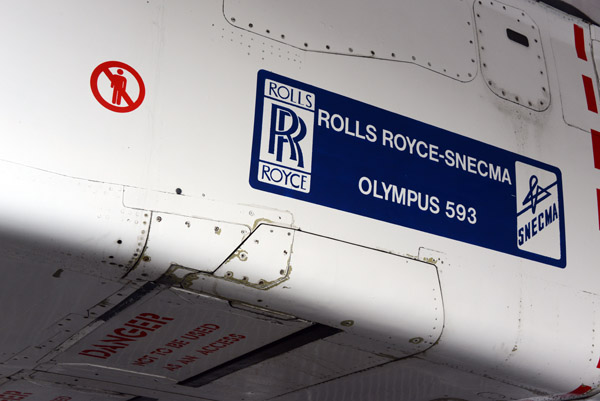 ROLLS
RR
ROYCE
ROLLS ROYCE-SNECMA
OLYMPUS 593
SNECMA
DANGER
NOT TO BE USED
AS AN ACCESS